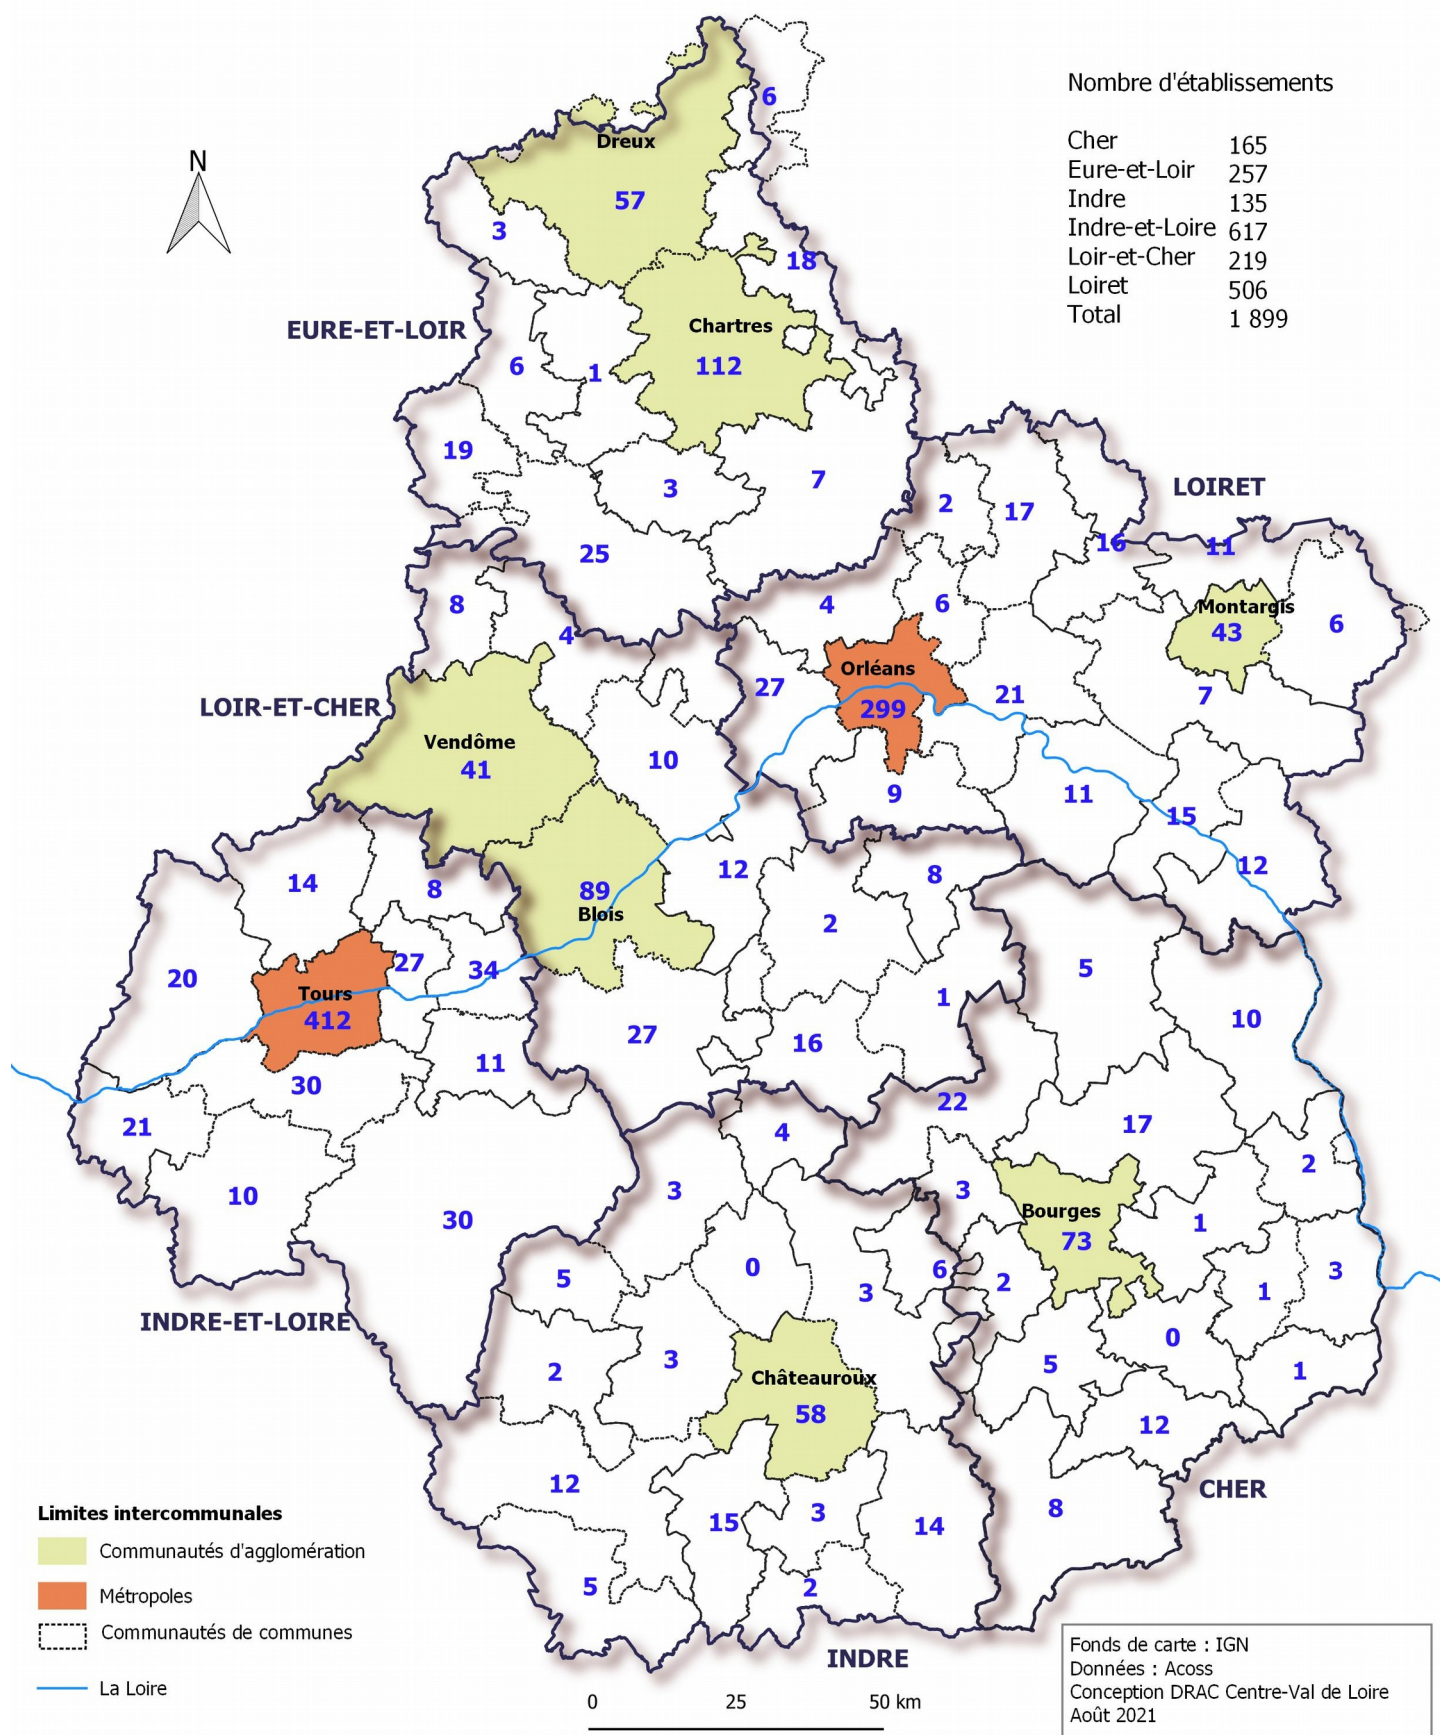 Nombre d'établissements
Cher 165
Eure-et-Loir 257
Indre 135
Indre-et-Loire 617
Loir-et-Cher 219
Loiret 506
Total 1 899
N
6
Dreux
57
3
18
EURE-ET-LOIR
Chartres
112
6
1
19
3
7
25
LOIRET
2
17
16
11
4
6
Montargis
43
6
8
4
Orléans
299
27
21
7
LOIR-ET-CHER
Vendôme
41
10
9
11
15
12
14
8
89
Blois
12
8
2
20
27
34
Tours
412
1
5
10
27
16
11
30
21
22
17
4
2
10
3
3
Bourges
73
1
30
5
0
3
6
2
1
3
INDRE-ET-LOIRE
2
3
Châteauroux
58
5
0
1
12
12
CHER
15
3
14
8
5
2
INDRE
Limites intercommunales
Communautés d'agglomération
Métropoles
Communautés de communes
La Loire
0 25 50 km
Fonds de carte : IGN
Données : Acoss
Conception DRAC Centre-Val de Loire
Août 2021